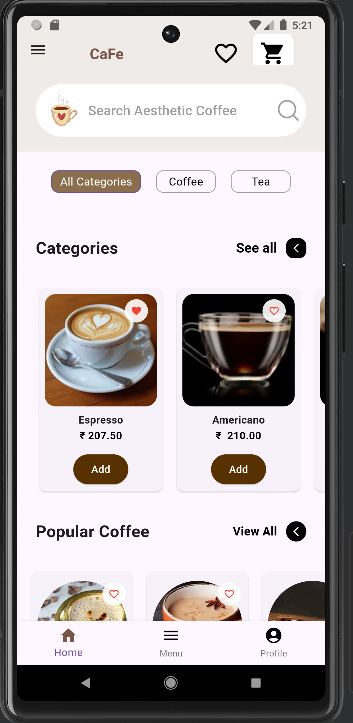 5:21
CaFe
Search Aesthetic Coffee
All Categories Coffee Tea
Categories See all
Espresso Americano
₹ 207.50 ₹ 210.00
Add Add
Popular Coffee View All
Home Menu Profile